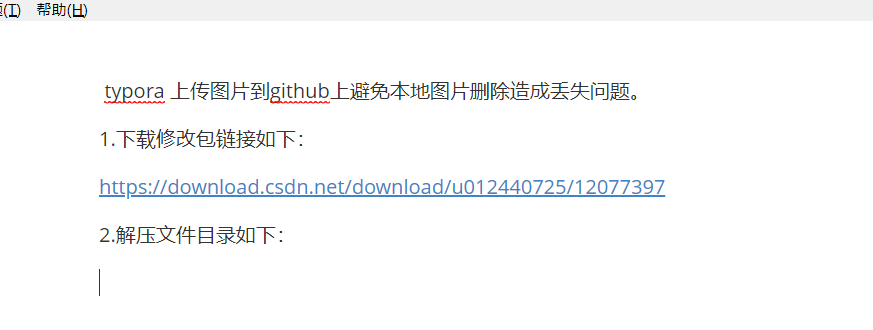 (T) 帮助(H)
typora 上传图片到github上避免本地图片删除造成丢失问题。
1.下载修改包链接如下：
https://download.csdn.net/download/u012440725/12077397
2.解压文件目录如下：